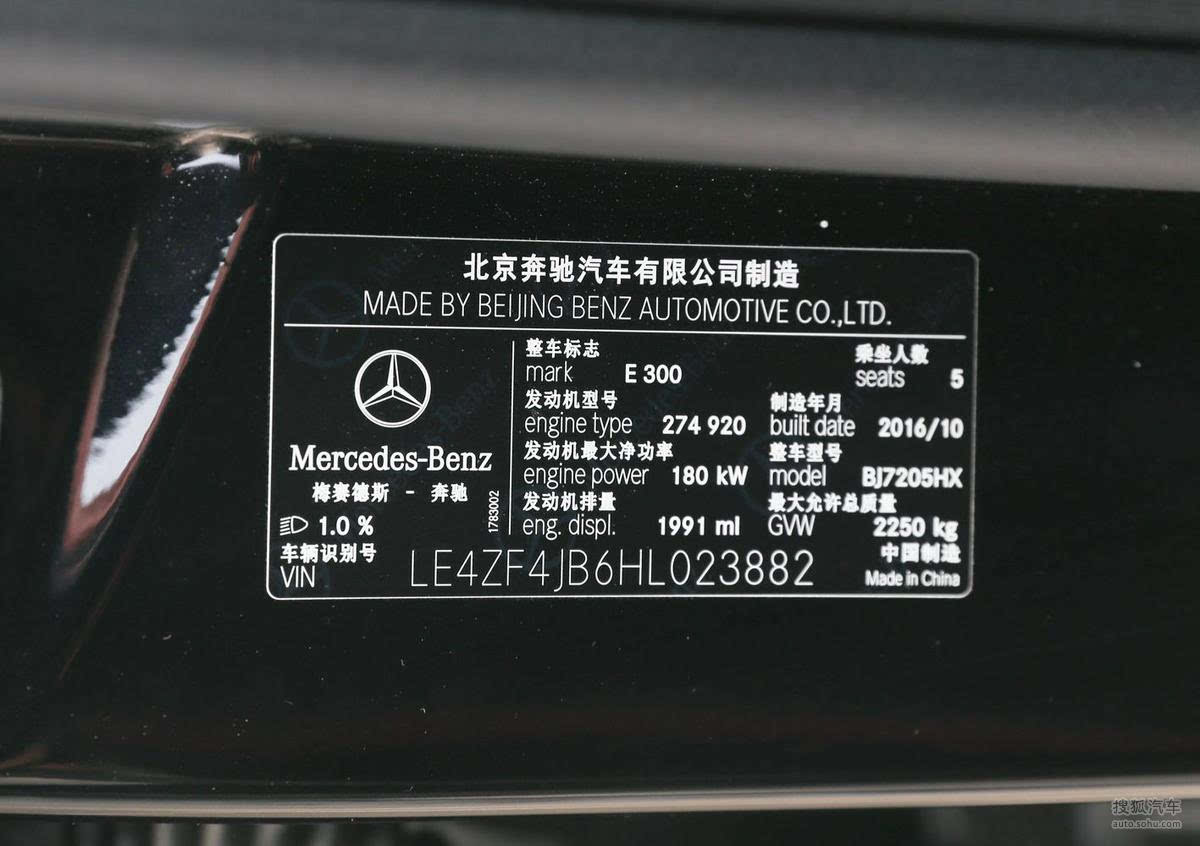 北京奔驰汽车有限公司制造
MADE BY BEIJING BENZ AUTOMOTIVE CO.,LTD.
Mercedes-Benz
梅赛德斯 - 奔驰
1783002
1.0 %
整车标志
mark E 300
乘坐人数
seats 5
发动机型号
engine type 274 920
制造年月
built date 2016/10
发动机最大净功率
engine power 180 kW
整车型号
model BJ7205HX
发动机排量
eng. displ. 1991 ml
最大允许总质量
GVW 2250 kg
车辆识别号
VIN LE4ZF4JB6HL023882
中国制造
Made in China
搜狐汽车
auto.sohu.com